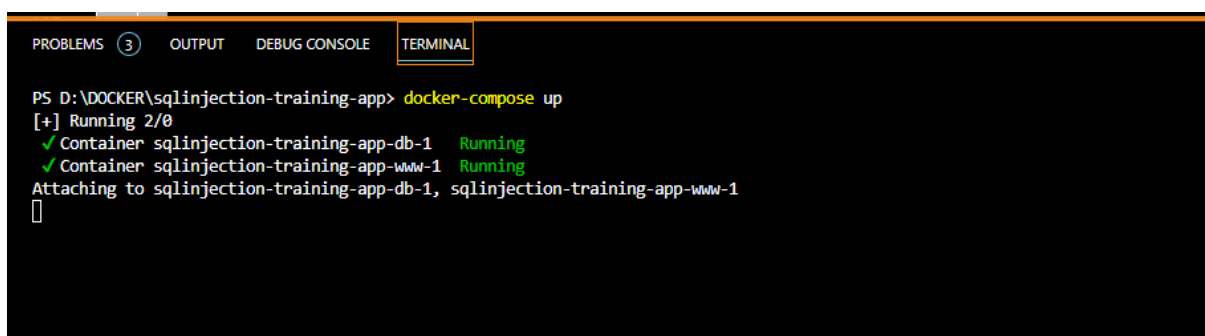 PROBLEMS 3 OUTPUT DEBUG CONSOLE TERMINAL
PS D:\DOCKER\sqlinjection-training-app> docker-compose up
[+] Running 2/0
✓ Container sqlinjection-training-app-db-1 Running
✓ Container sqlinjection-training-app-www-1 Running
Attaching to sqlinjection-training-app-db-1, sqlinjection-training-app-www-1